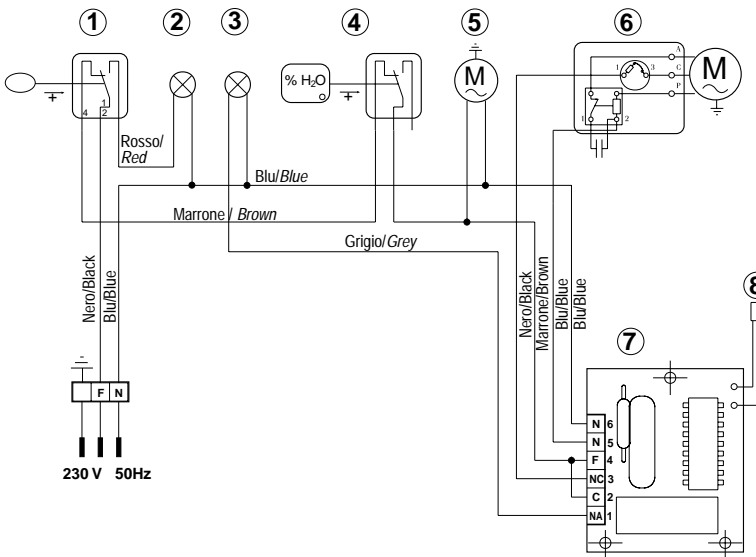 1 2 3 4 5 6
% H2O
M
1 3
A
C
P
M
4 1 2
1 2
Rosso/
Red
Blu/Blue
Marrone / Brown
Grigio/Grey
Nero/Black
Blu/Blue
Nero/Black
Marrone/Brown
Blu/Blue
Blu/Blue
8
7
F N
230 V 50Hz
N 6
N 5
F 4
NC 3
C 2
NA 1